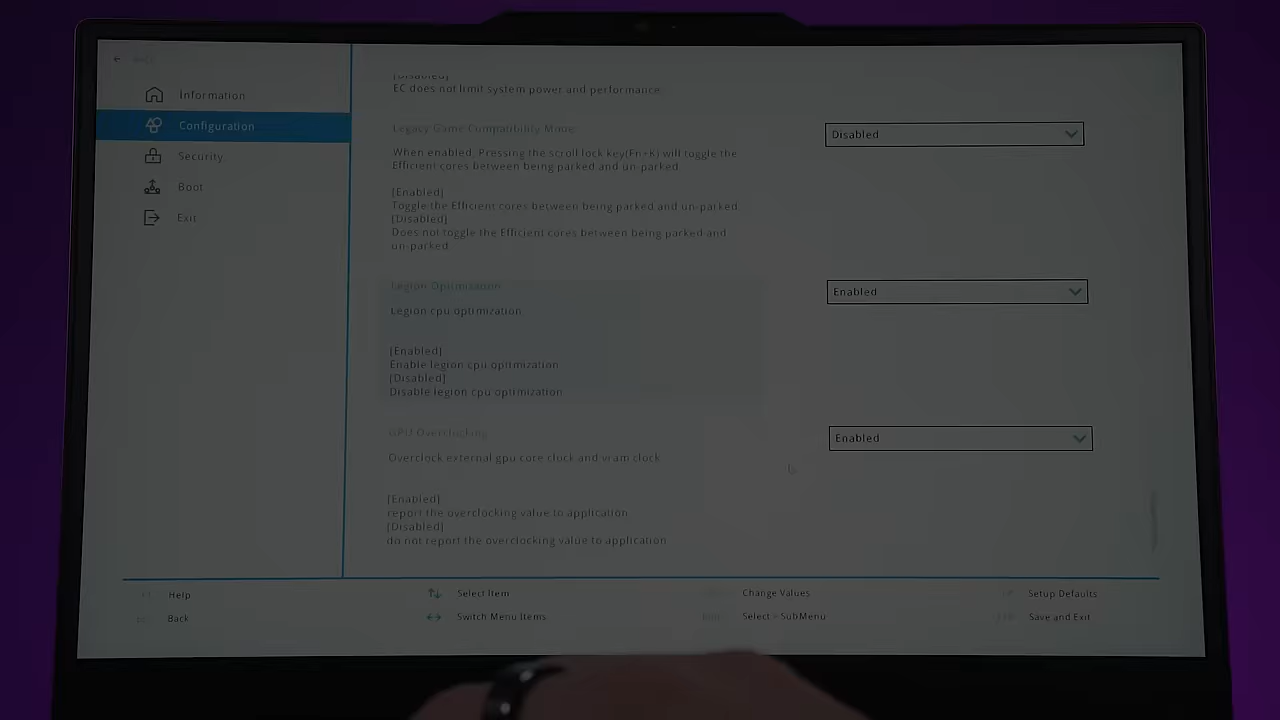 Back
Information
Configuration
Security
Boot
Exit
[Disabled]
EC does not limit system power and performance.
Legacy Game Compatibility Mode
Disabled
When enabled, Pressing the scroll lock key(Fn+K) will toggle the
Efficient cores between being parked and un-parked.
[Enabled]
Toggle the Efficient cores between being parked and un-parked.
[Disabled]
Does not toggle the Efficient cores between being parked and
un-parked.
Legion Optimization
Enabled
Legion cpu optimization
[Enabled]
Enable legion cpu opitmization
[Disabled]
Disable legion cpu opitimization
GPU Overclocking
Enabled
Overclock external gpu core clock and vram clock
[Enabled]
report the overclocking value to application
[Disabled]
do not report the overclocking value to application
Help
Select Item
Change Values
Setup Defaults
Back
Switch Menu Items
Select > SubMenu
Save and Exit